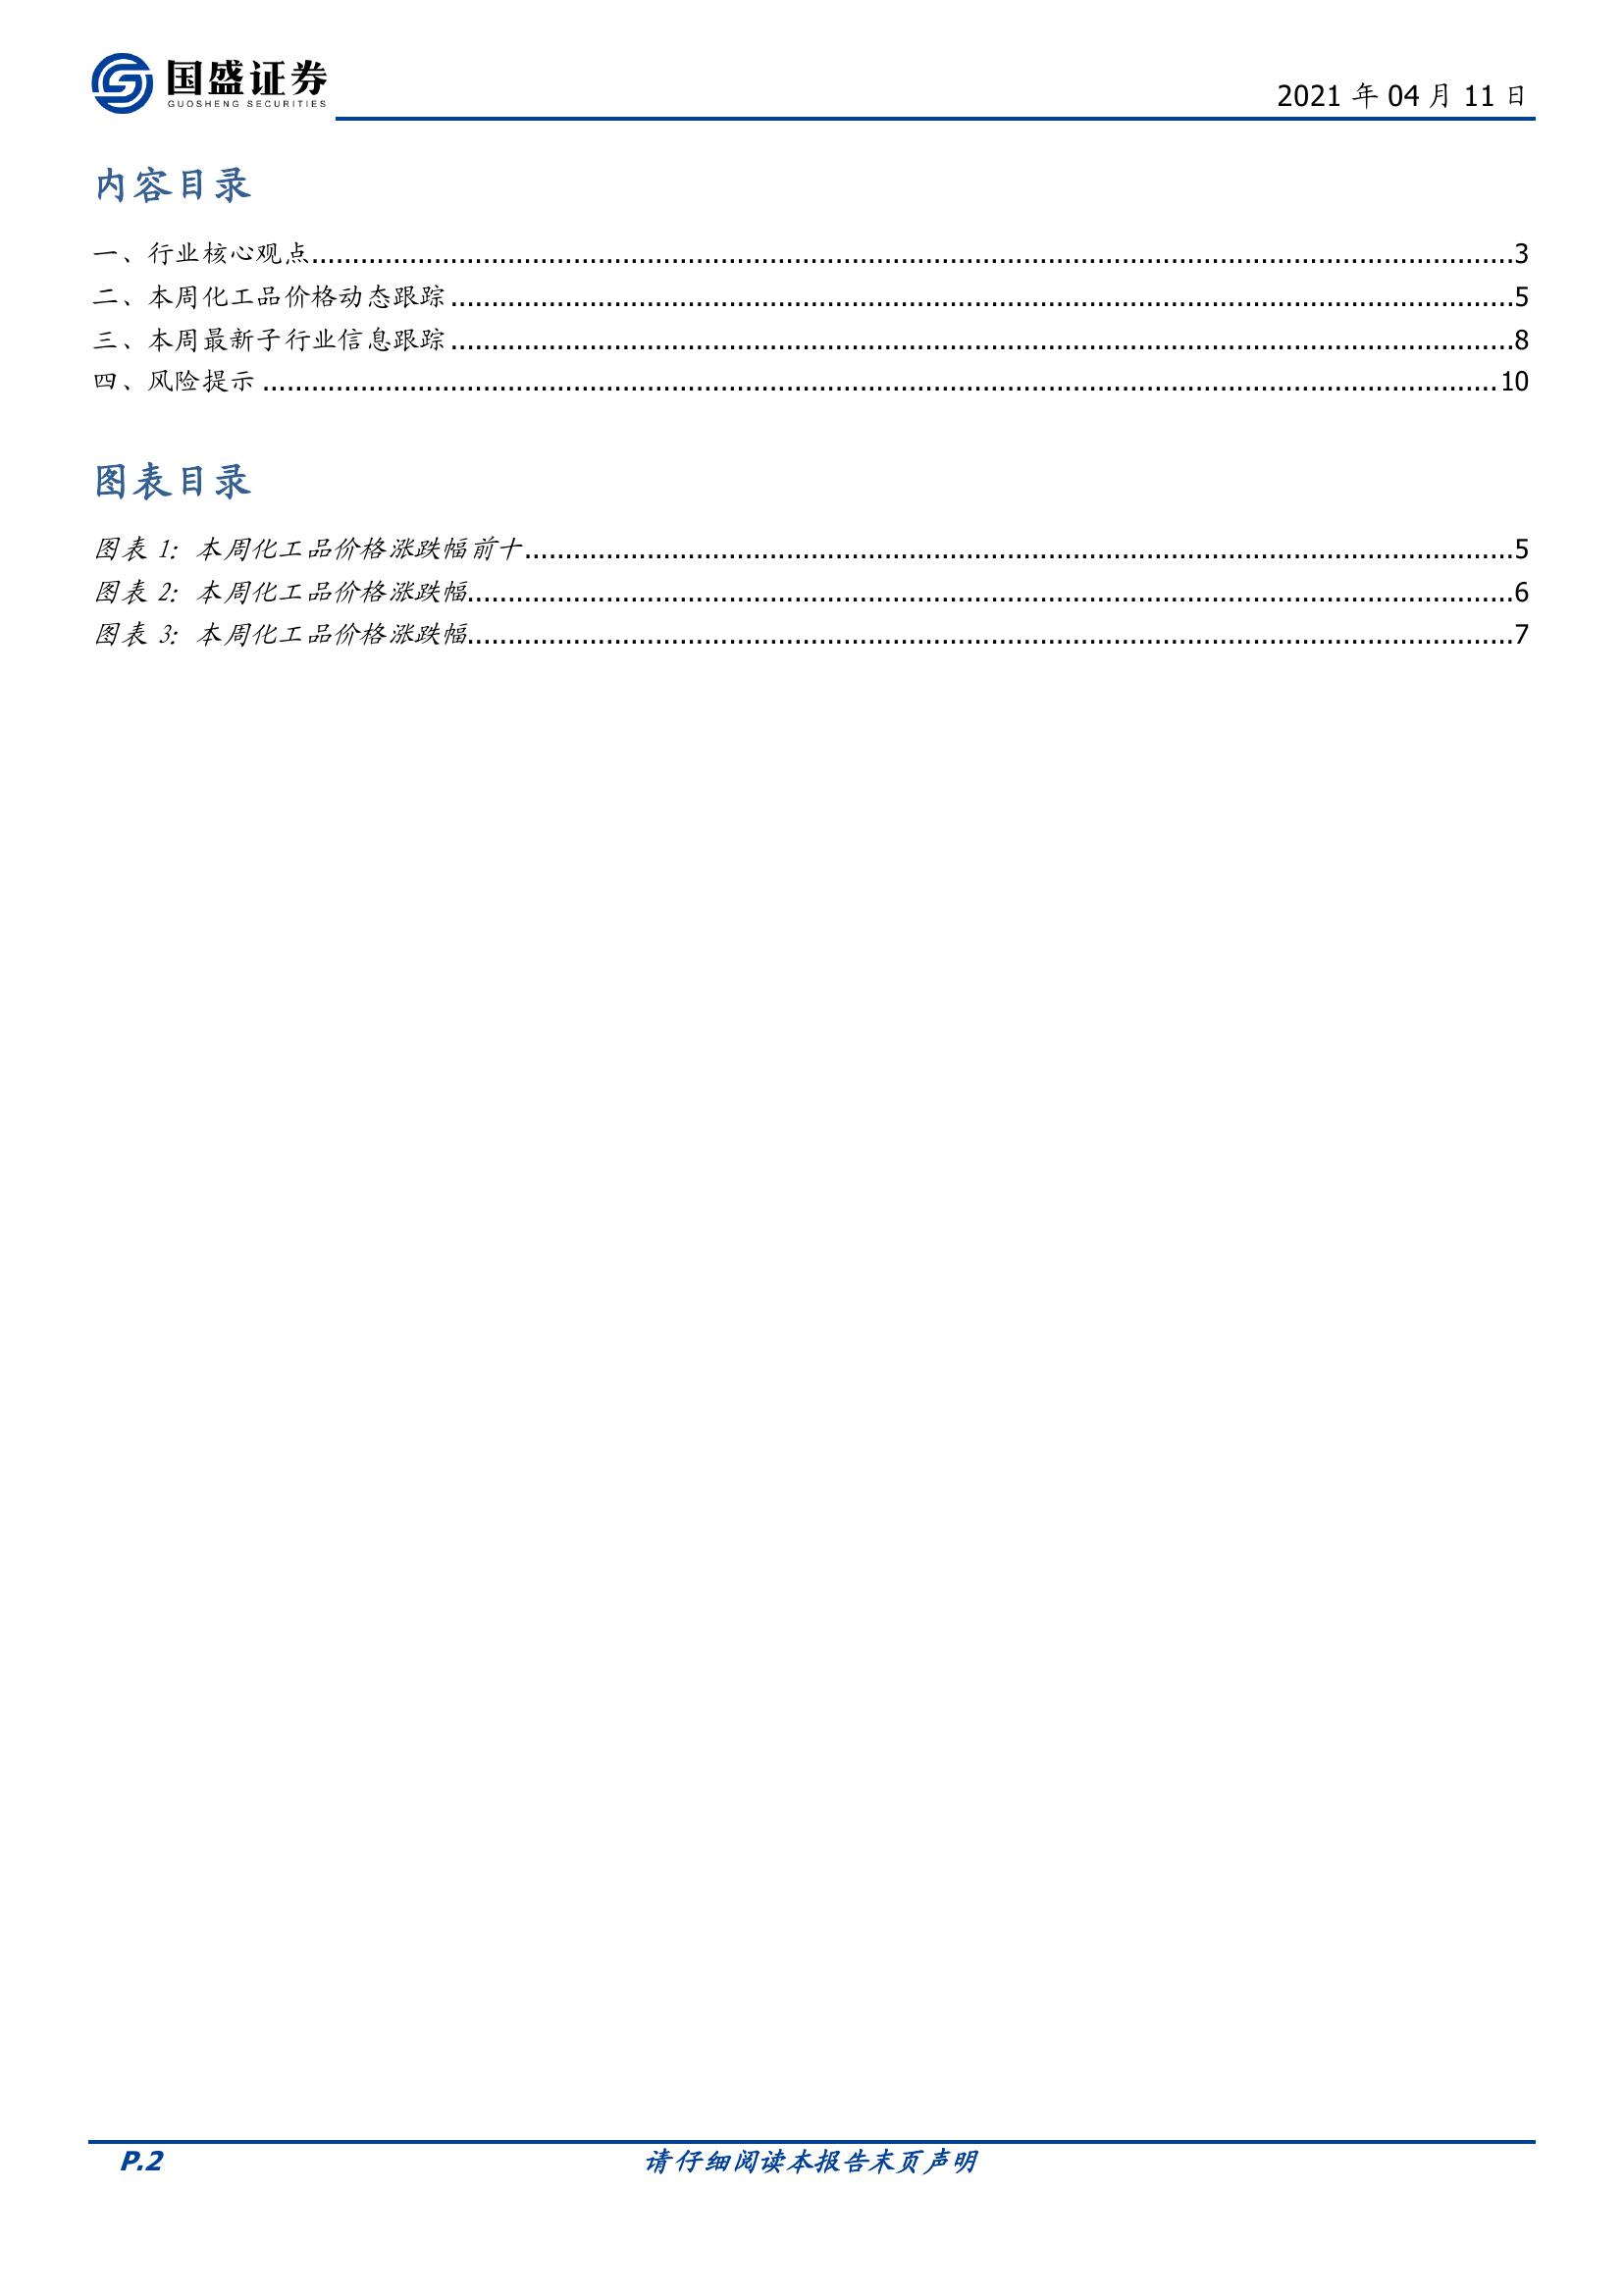 国盛证券
GUOSHENG SECURITIES
2021 年 04 月 11 日
内容目录
一、行业核心观点........................................................................................................................3
二、本周化工品价格动态跟踪........................................................................................................5
三、本周最新子行业信息跟踪........................................................................................................8
四、风险提示........................................................................................................................10
图表目录
图表 1：本周化工品价格涨跌幅前十................................................................................................5
图表 2：本周化工品价格涨跌幅....................................................................................................6
图表 3：本周化工品价格涨跌幅....................................................................................................7
P.2
请仔细阅读本报告末页声明